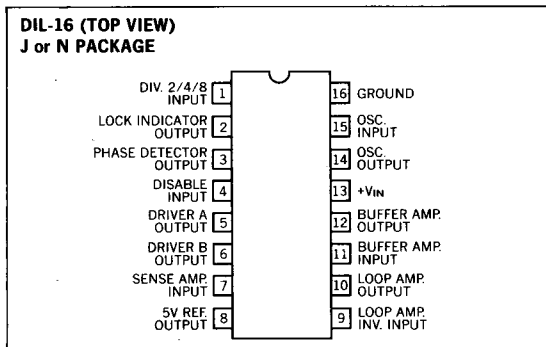 DIL-16 (TOP VIEW)
J or N PACKAGE
DIV. 2/4/8
INPUT 1
LOCK INDICATOR
OUTPUT 2
PHASE DETECTOR
OUTPUT 3
DISABLE
INPUT 4
DRIVER A
OUTPUT 5
DRIVER B
OUTPUT 6
SENSE AMP.
INPUT 7
5V REF.
OUTPUT 8
16 GROUND
15 OSC.
INPUT
14 OSC.
OUTPUT
13 +VIN
12 BUFFER AMP.
OUTPUT
11 BUFFER AMP.
INPUT
10 LOOP AMP.
OUTPUT
9 LOOP AMP.
INV. INPUT